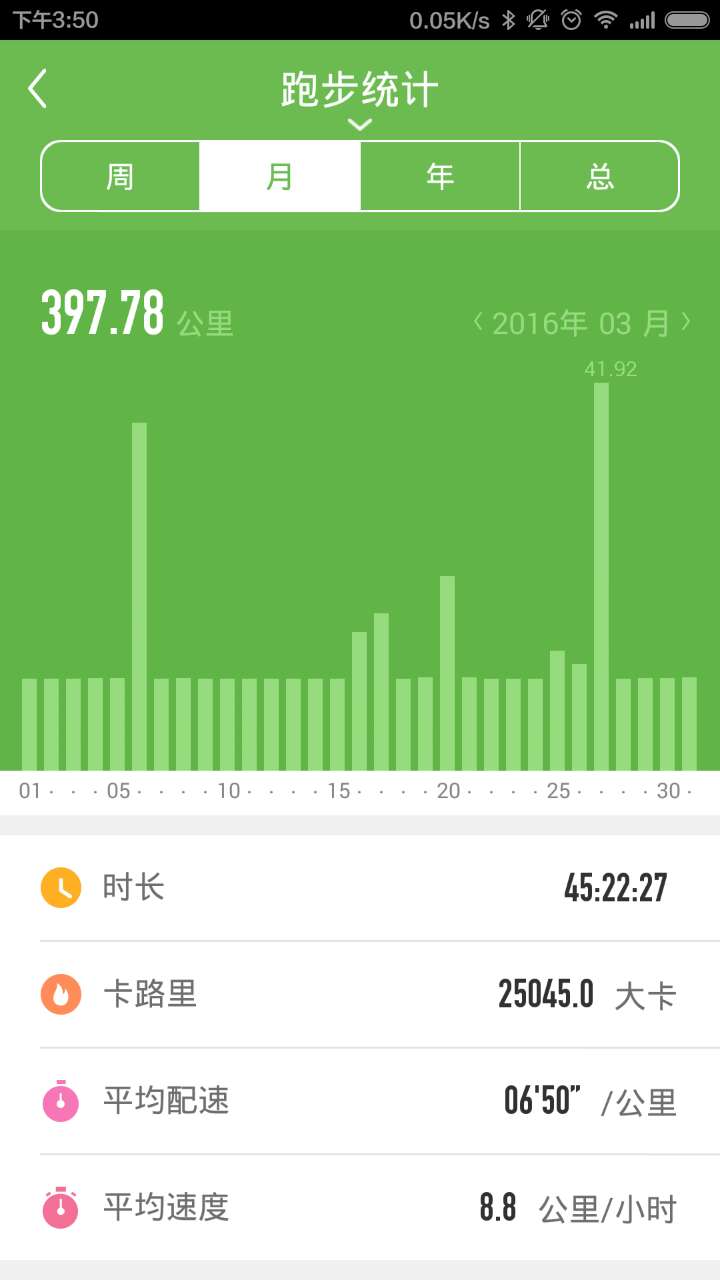 下午3:50 0.05K/s
跑步统计
周 月 年 总
397.78 公里 2016年 03 月
41.92
01 · · · 05 · · · · 10 · · · · 15 · · · · 20 · · · · 25 · · · · 30 ·
时长 45:22:27
卡路里 25045.0 大卡
平均配速 06'50” /公里
平均速度 8.8 公里/小时